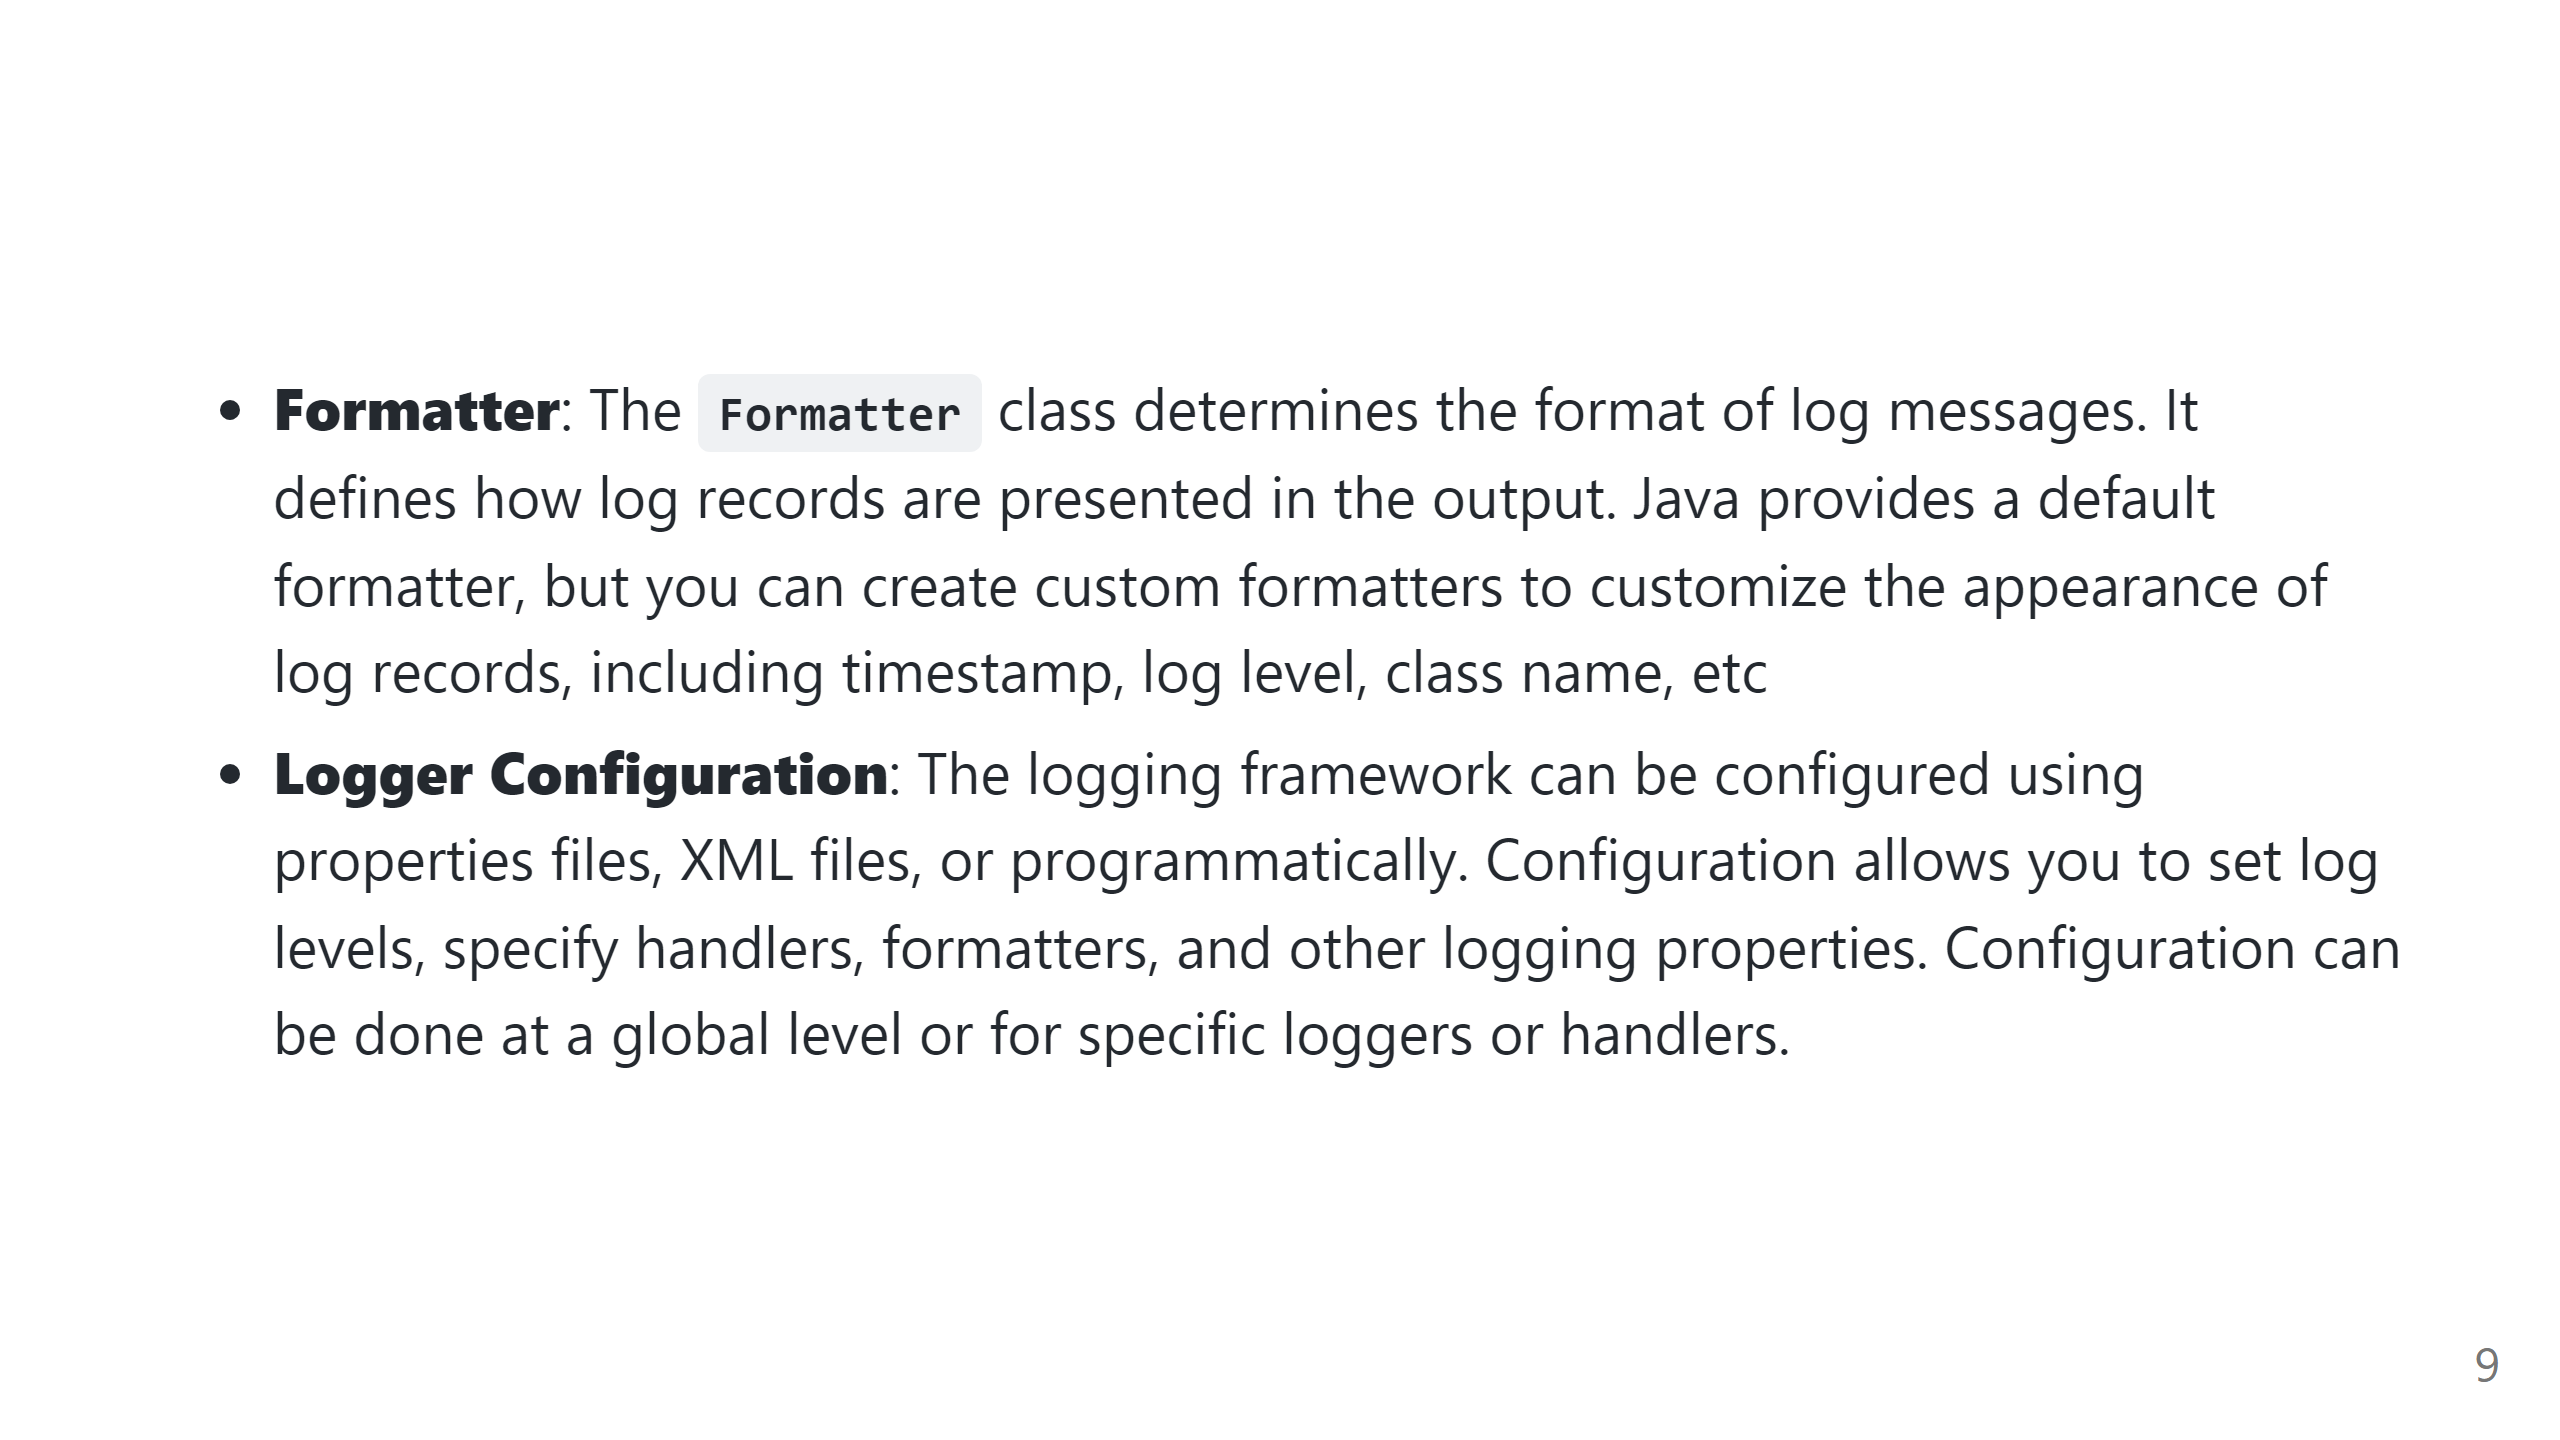 • Formatter: The Formatter class determines the format of log messages. It
defines how log records are presented in the output. Java provides a default
formatter, but you can create custom formatters to customize the appearance of
log records, including timestamp, log level, class name, etc
• Logger Configuration: The logging framework can be configured using
properties files, XML files, or programmatically. Configuration allows you to set log
levels, specify handlers, formatters, and other logging properties. Configuration can
be done at a global level or for specific loggers or handlers.
9